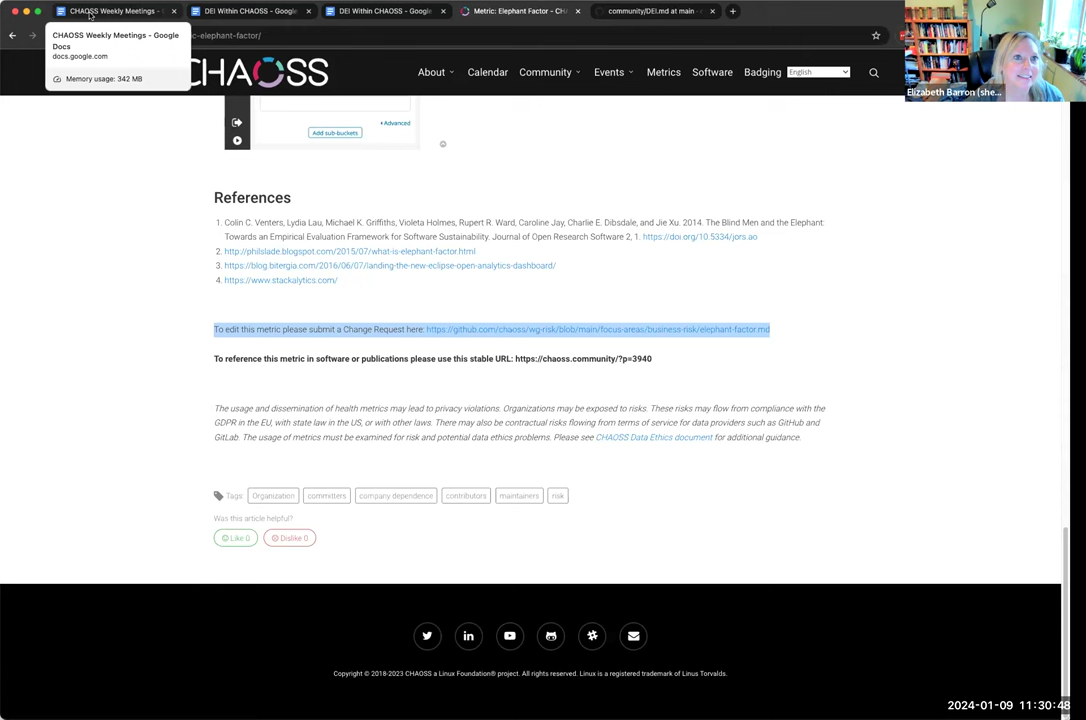 CHAOSS Weekly Meetings -
DEI Within CHAOSS - Google
DEI Within CHAOSS - Google
Metric: Elephant Factor - CHA
community/DEI.md at main
c-elephant-factor/
CHAOSS Weekly Meetings - Google
Docs
docs.google.com
Memory usage: 342 MB
CHAOSS
About
Calendar
Community
Events
Metrics
Software
Badging
English
Elizabeth Barron (she...
Advanced
Add sub-buckets
References
1. Colin C. Venters, Lydia Lau, Michael K. Griffiths, Violeta Holmes, Rupert R. Ward, Caroline Jay, Charlie E. Dibsdale, and Jie Xu. 2014. The Blind Men and the Elephant:
Towards an Empirical Evaluation Framework for Software Sustainability. Journal of Open Research Software 2, 1. https://doi.org/10.5334/jors.ao
2. http://philslade.blogspot.com/2015/07/what-is-elephant-factor.html
3. https://blog.bitergia.com/2016/06/07/landing-the-new-eclipse-open-analytics-dashboard/
4. https://www.stackalytics.com/
To edit this metric please submit a Change Request here: https://github.com/chaoss/wg-risk/blob/main/focus-areas/business-risk/elephant-factor.md
To reference this metric in software or publications please use this stable URL: https://chaoss.community/?p=3940
The usage and dissemination of health metrics may lead to privacy violations. Organizations may be exposed to risks. These risks may flow from compliance with the
GDPR in the EU, with state law in the US, or with other laws. There may also be contractual risks flowing from terms of service for data providers such as GitHub and
GitLab. The usage of metrics must be examined for risk and potential data ethics problems. Please see CHAOSS Data Ethics document for additional guidance.
Tags: Organization committers company dependence contributors maintainers risk
Was this article helpful?
Like 0 Dislike 0
Copyright © 2018-2023 CHAOSS a Linux Foundation® project. All rights reserved. Linux is a registered trademark of Linus Torvalds.
2024-01-09 11:30:48